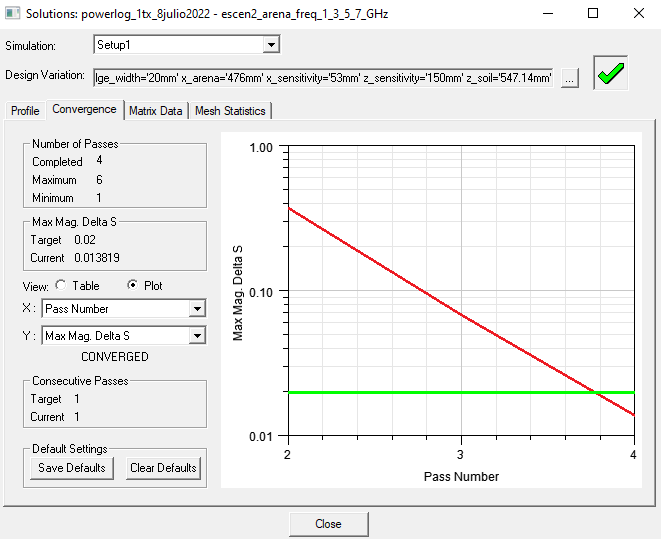 Solutions: powerlog_1tx_8julio2022 - escen2_arena_freq_1_3_5_7_GHz
Simulation:
Setup1
Design Variation:
lge_width='20mm' x_arena='476mm' x_sensitivity='53mm' z_sensitivity='150mm' z_soil='547.14mm'
...
Profile
Convergence
Matrix Data
Mesh Statistics
Number of Passes
Completed 4
Maximum 6
Minimum 1
Max Mag. Delta S
Target 0.02
Current 0.013819
View: Table Plot
X : Pass Number
Y : Max Mag. Delta S
CONVERGED
Consecutive Passes
Target 1
Current 1
Default Settings
Save Defaults
Clear Defaults
1.00
0.10
0.01
Max Mag. Delta S
2
3
4
Pass Number
Close